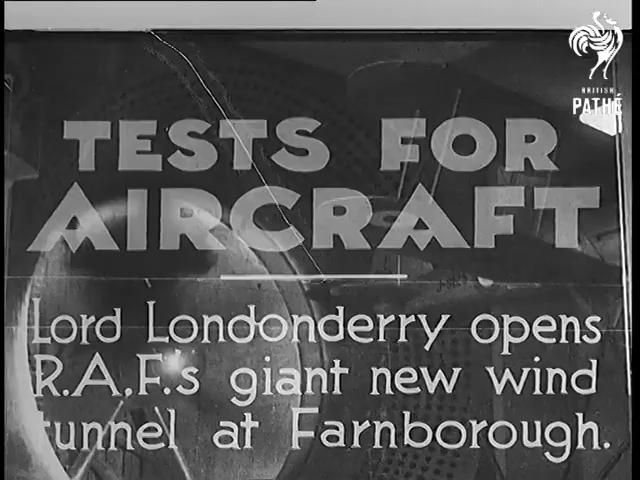 BRITISH
PATHÉ
TESTS FOR
AIRCRAFT
Lord Londonderry opens
R.A.F.'s giant new wind
tunnel at Farnborough.